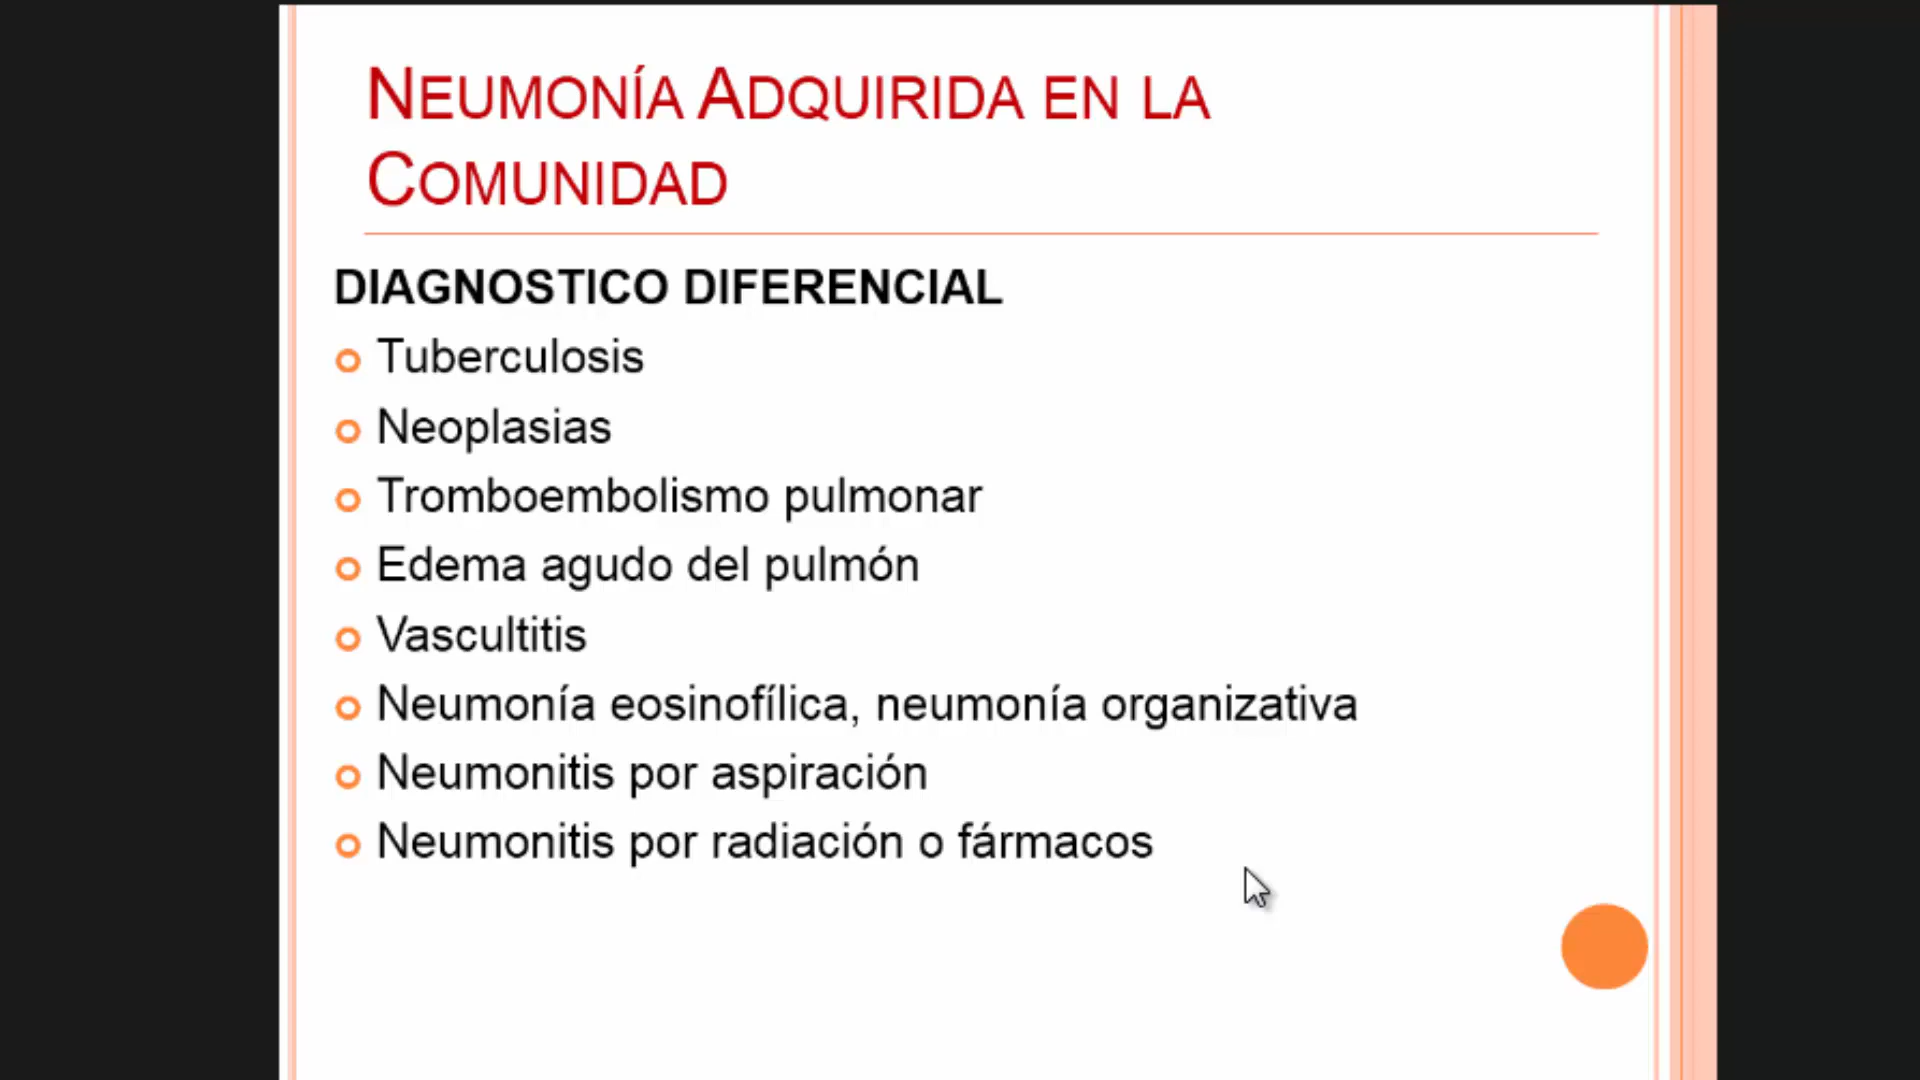 NEUMONÍA ADQUIRIDA EN LA
COMUNIDAD
DIAGNOSTICO DIFERENCIAL
Tuberculosis
Neoplasias
Tromboembolismo pulmonar
Edema agudo del pulmón
Vascultitis
Neumonía eosinofílica, neumonía organizativa
Neumonitis por aspiración
Neumonitis por radiación o fármacos